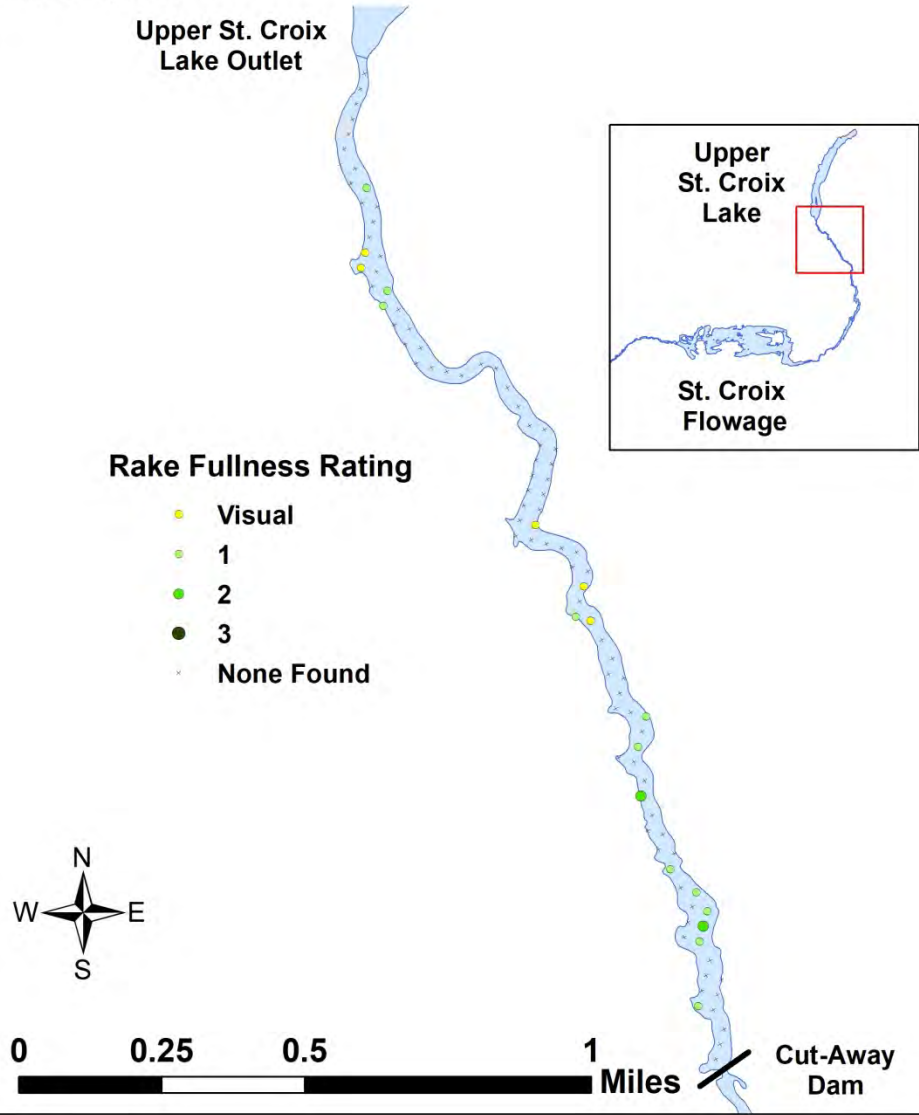 Upper St. Croix
Lake Outlet
Upper
St. Croix
Lake
St. Croix
Flowage
Rake Fullness Rating
Visual
1
2
3
None Found
N
W
E
S
0
0.25
0.5
1
Miles
Cut-Away
Dam